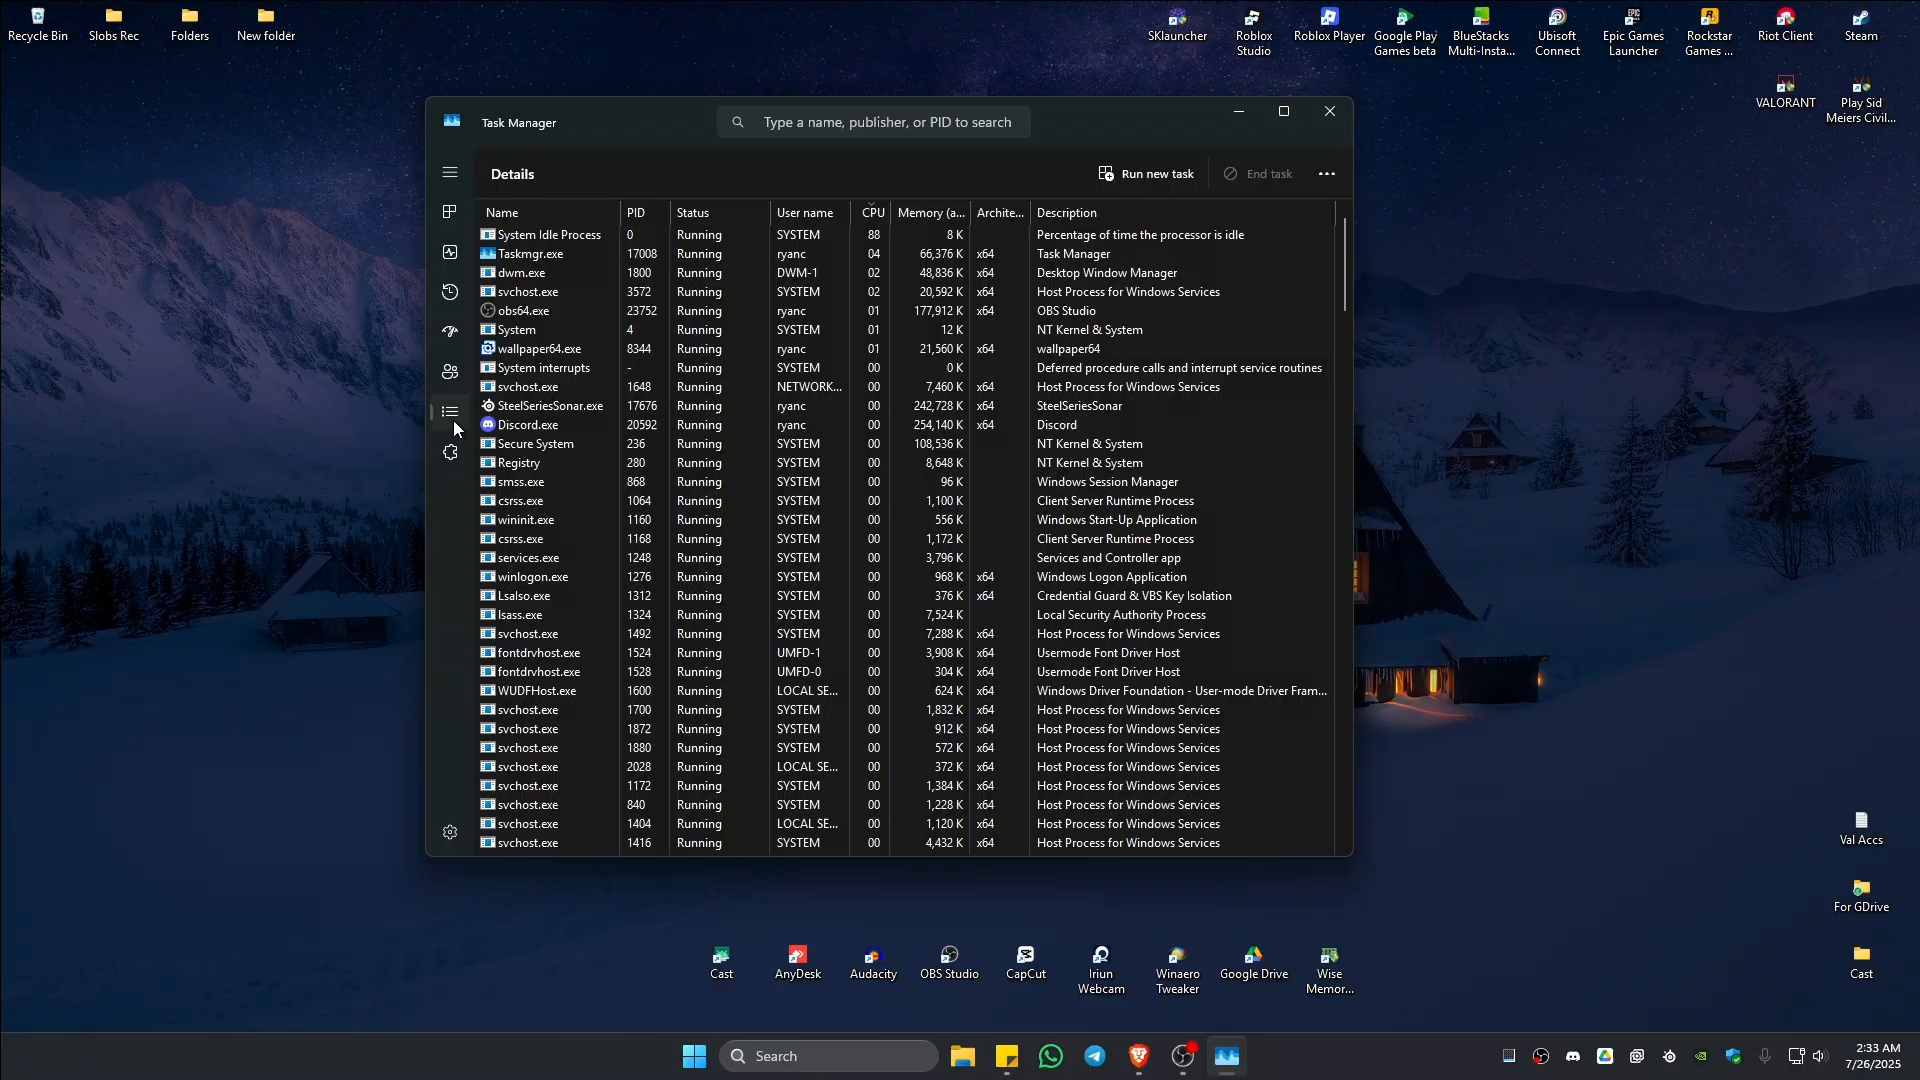 Recycle Bin
Slobs Rec
Folders
New folder
SKlauncher
Roblox Studio
Roblox Player
Google Play Games beta
BlueStacks Multi-Insta...
Ubisoft Connect
Epic Games Launcher
Rockstar Games ...
Riot Client
Steam
VALORANT
Play Sid Meiers Civil...
Task Manager
Type a name, publisher, or PID to search
Details
Run new task
End task
Name PID Status User name CPU Memory (a... Archite... Description
System Idle Process 0 Running SYSTEM 88 8 K Percentage of time the processor is idle
Taskmgr.exe 17008 Running ryanc 04 66,376 K x64 Task Manager
dwm.exe 1800 Running DWM-1 02 48,836 K x64 Desktop Window Manager
svchost.exe 3572 Running SYSTEM 02 20,592 K x64 Host Process for Windows Services
obs64.exe 23752 Running ryanc 01 177,912 K x64 OBS Studio
System 4 Running SYSTEM 01 12 K NT Kernel & System
wallpaper64.exe 8344 Running ryanc 01 21,560 K x64 wallpaper64
System interrupts - Running SYSTEM 00 0 K Deferred procedure calls and interrupt service routines
svchost.exe 1648 Running NETWORK... 00 7,460 K x64 Host Process for Windows Services
SteelSeriesSonar.exe 17676 Running ryanc 00 242,728 K x64 SteelSeriesSonar
Discord.exe 20592 Running ryanc 00 254,140 K x64 Discord
Secure System 236 Running SYSTEM 00 108,536 K NT Kernel & System
Registry 280 Running SYSTEM 00 8,648 K NT Kernel & System
smss.exe 868 Running SYSTEM 00 96 K Windows Session Manager
csrss.exe 1064 Running SYSTEM 00 1,100 K Client Server Runtime Process
wininit.exe 1160 Running SYSTEM 00 556 K Windows Start-Up Application
csrss.exe 1168 Running SYSTEM 00 1,172 K Client Server Runtime Process
services.exe 1248 Running SYSTEM 00 3,796 K Services and Controller app
winlogon.exe 1276 Running SYSTEM 00 968 K x64 Windows Logon Application
LsaIso.exe 1312 Running SYSTEM 00 376 K x64 Credential Guard & VBS Key Isolation
lsass.exe 1324 Running SYSTEM 00 7,524 K Local Security Authority Process
svchost.exe 1492 Running SYSTEM 00 7,288 K x64 Host Process for Windows Services
fontdrvhost.exe 1524 Running UMFD-1 00 3,908 K x64 Usermode Font Driver Host
fontdrvhost.exe 1528 Running UMFD-0 00 304 K x64 Usermode Font Driver Host
WUDFHost.exe 1600 Running LOCAL SE... 00 624 K x64 Windows Driver Foundation - User-mode Driver Fram...
svchost.exe 1700 Running SYSTEM 00 1,832 K x64 Host Process for Windows Services
svchost.exe 1872 Running SYSTEM 00 912 K x64 Host Process for Windows Services
svchost.exe 1880 Running SYSTEM 00 572 K x64 Host Process for Windows Services
svchost.exe 2028 Running LOCAL SE... 00 372 K x64 Host Process for Windows Services
svchost.exe 1172 Running SYSTEM 00 1,384 K x64 Host Process for Windows Services
svchost.exe 840 Running SYSTEM 00 1,228 K x64 Host Process for Windows Services
svchost.exe 1404 Running LOCAL SE... 00 1,120 K x64 Host Process for Windows Services
svchost.exe 1416 Running SYSTEM 00 4,432 K x64 Host Process for Windows Services
Val Accs
For GDrive
Cast
AnyDesk
Audacity
OBS Studio
CapCut
Iriun Webcam
Winaero Tweaker
Google Drive
Wise Memor...
Cast
Search
2:33 AM
7/26/2025